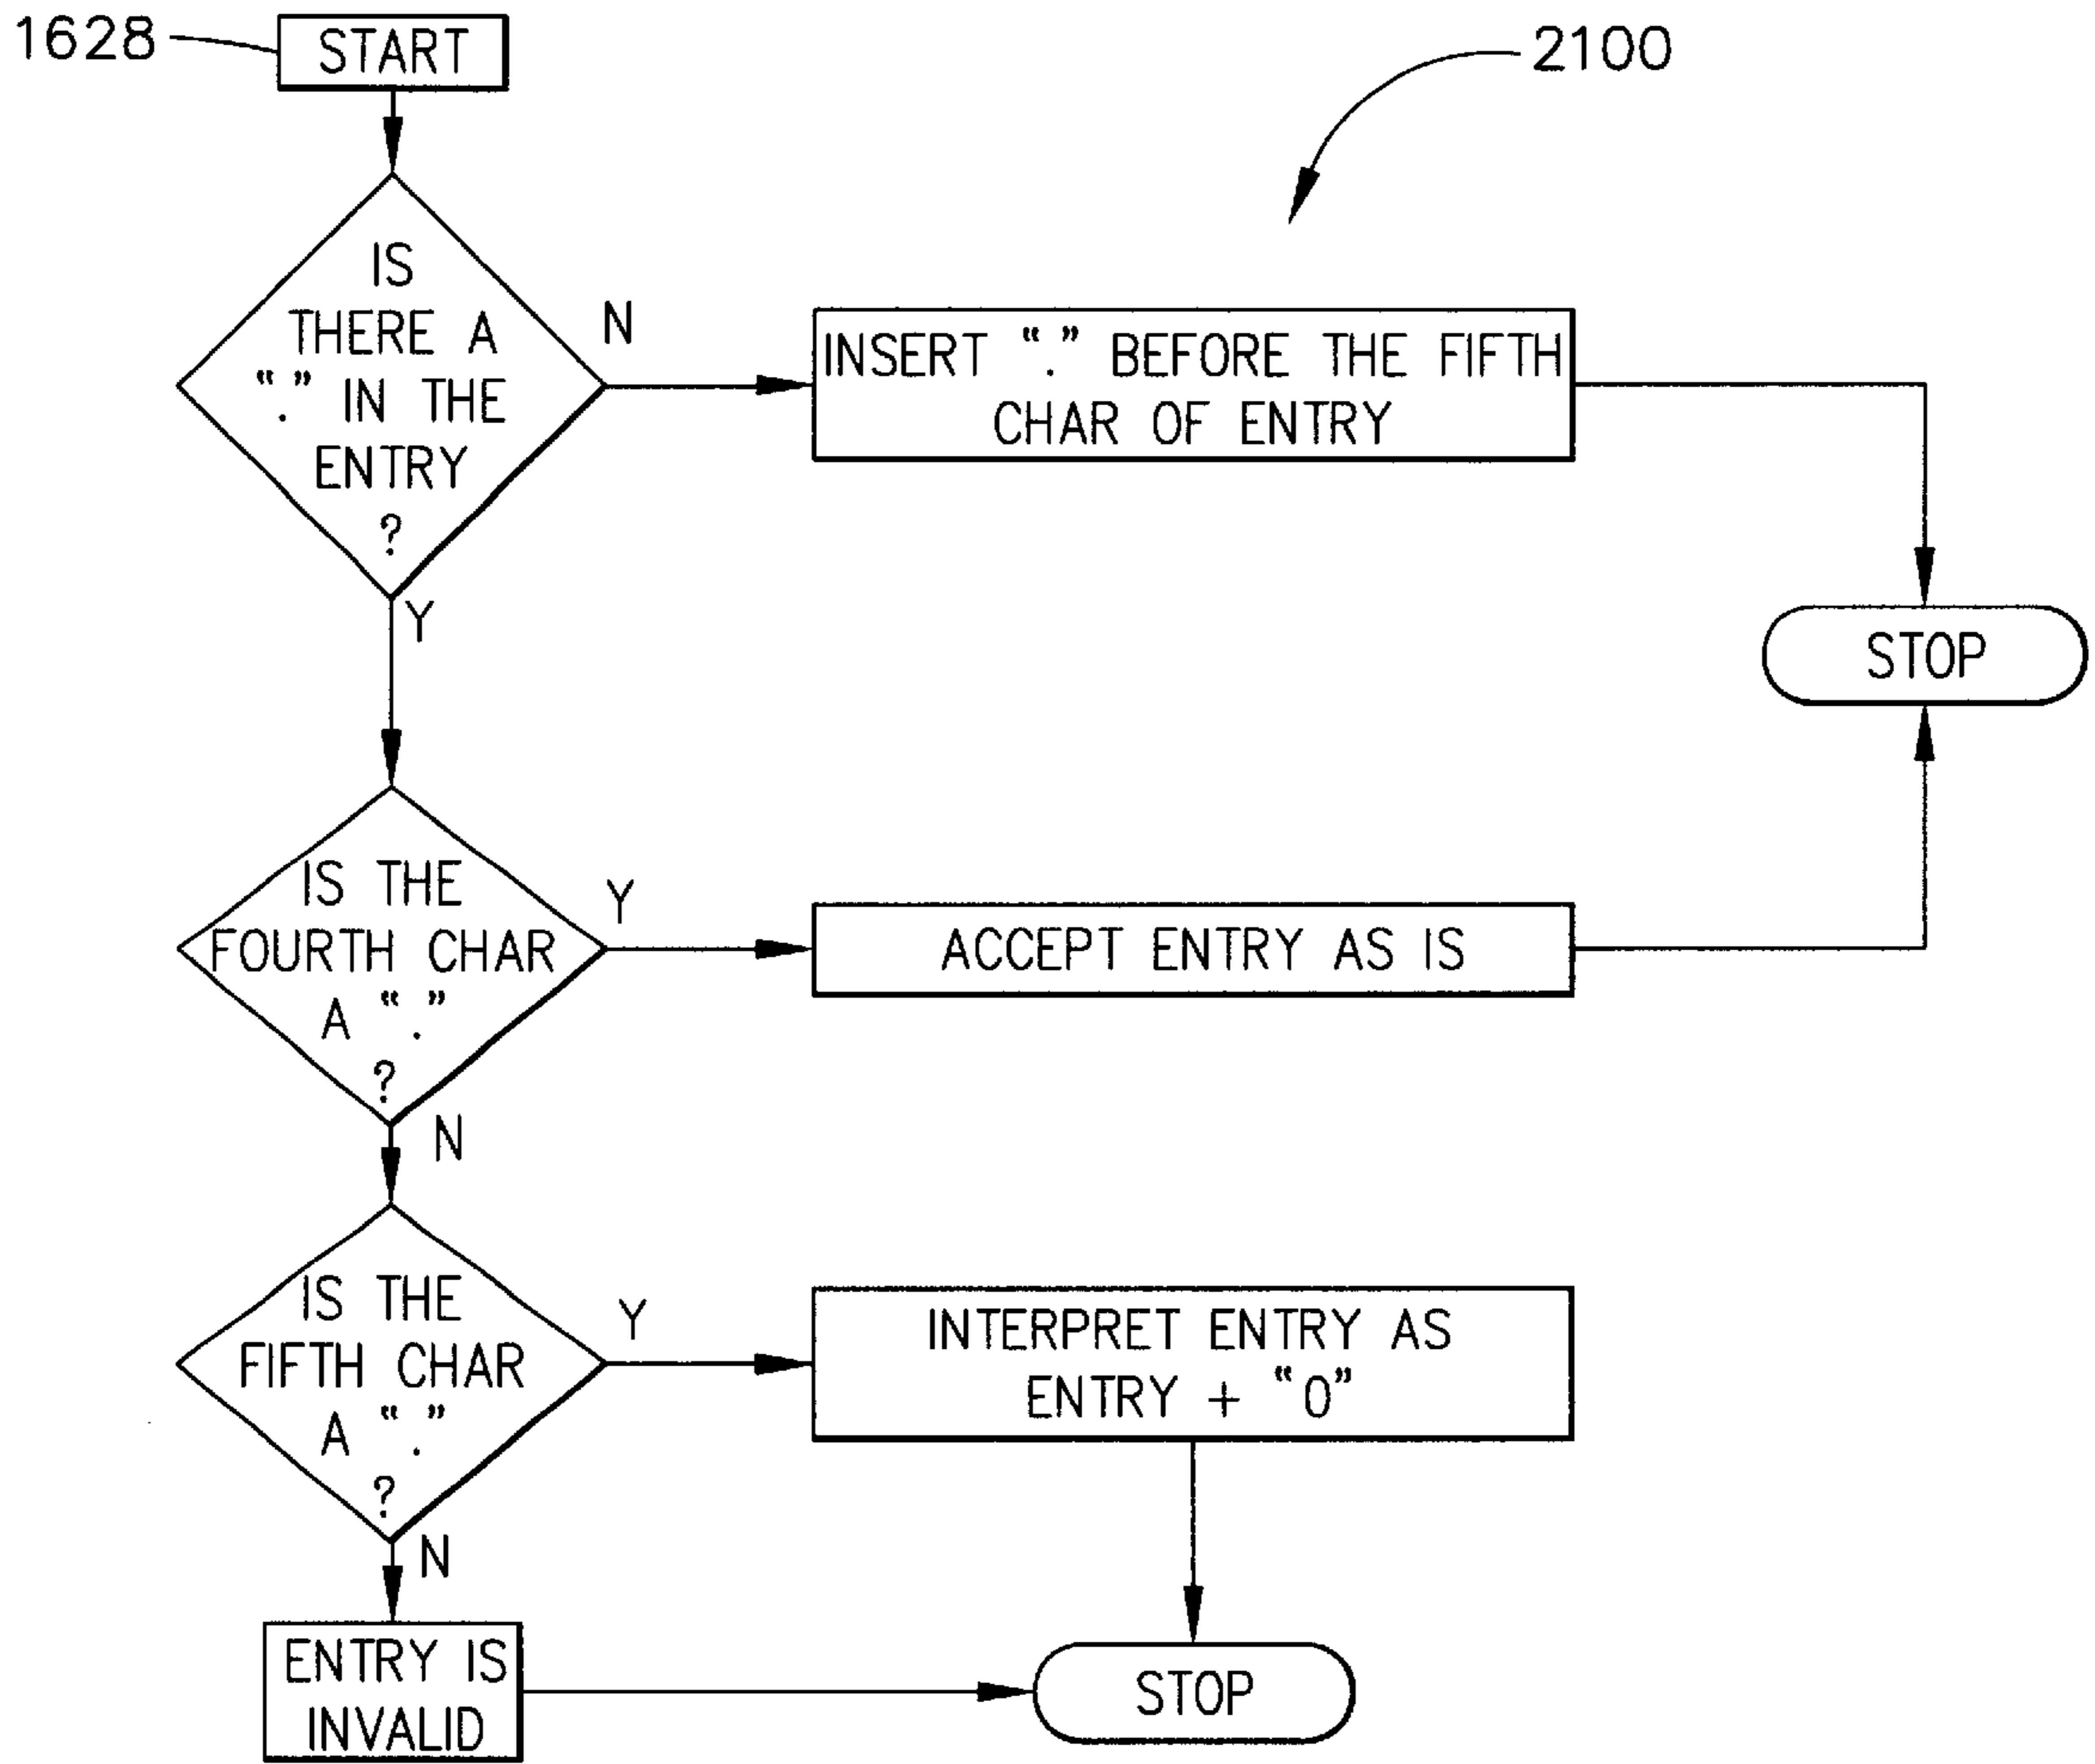 1628
START
2100
IS
THERE A
“.” IN THE
ENTRY
?
N
INSERT “.” BEFORE THE FIFTH
CHAR OF ENTRY
Y
STOP
IS THE
FOURTH CHAR
A “.”
?
Y
ACCEPT ENTRY AS IS
N
IS THE
FIFTH CHAR
A “.”
?
Y
INTERPRET ENTRY AS
ENTRY + “0”
N
ENTRY IS
INVALID
STOP